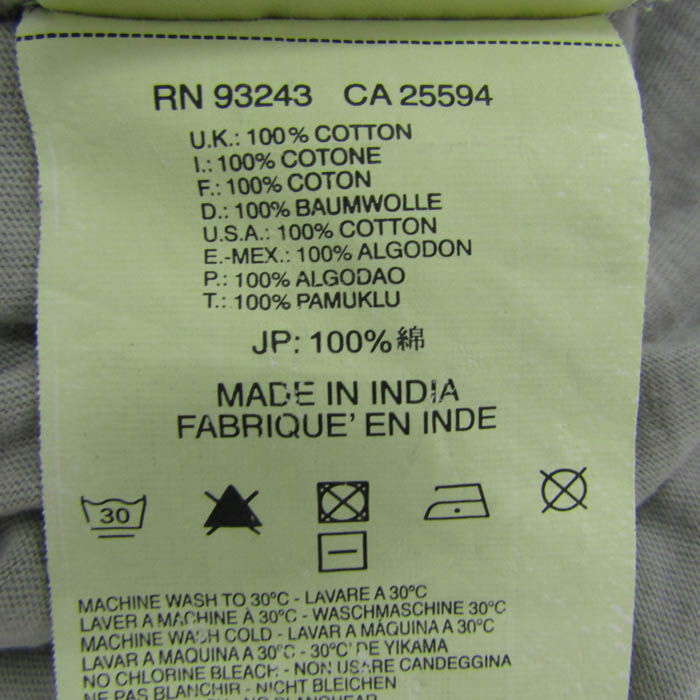 RN 93243 CA 25594
U.K.: 100% COTTON
I.: 100% COTONE
F.: 100% COTON
D.: 100% BAUMWOLLE
U.S.A.: 100% COTTON
E.-MEX.: 100% ALGODON
P.: 100% ALGODAO
T.: 100% PAMUKLU
JP: 100%綿
MADE IN INDIA
FABRIQUE' EN INDE
30
MACHINE WASH TO 30°C - LAVARE A 30°C
LAVER A MACHINE À 30°C - WASCHMASCHINE 30°C
MACHINE WASH COLD - LAVAR A MÁQUINA A 30°C
LAVAR A MAQUINA A 30°C - 30°C' DE YIKAMA
NO CHLORINE BLEACH - NON USARE CANDEGGINA
NE PAS BLANCHIR - NICHT BLEICHEN